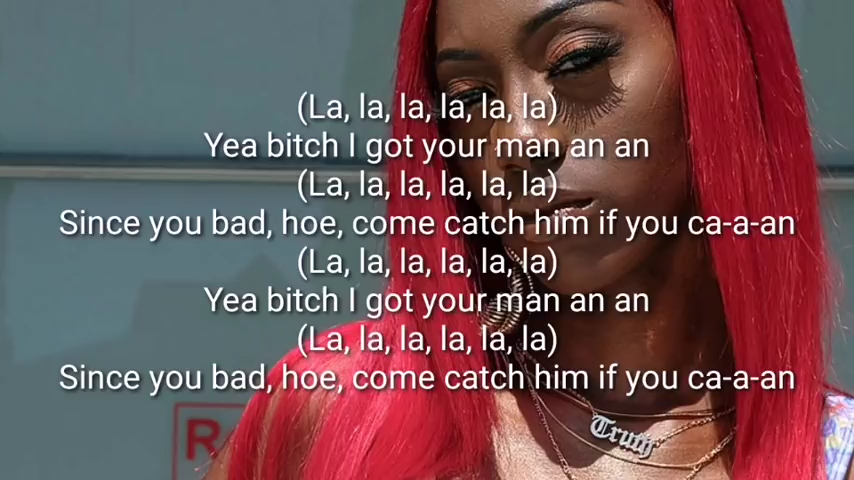 (La, la, la, la, la, la)
Yea bitch I got your man an an
(La, la, la, la, la, la)
Since you bad, hoe, come catch him if you ca-a-an
(La, la, la, la, la, la)
Yea bitch I got your man an an
(La, la, la, la, la, la)
Since you bad, hoe, come catch him if you ca-a-an
Truth
R